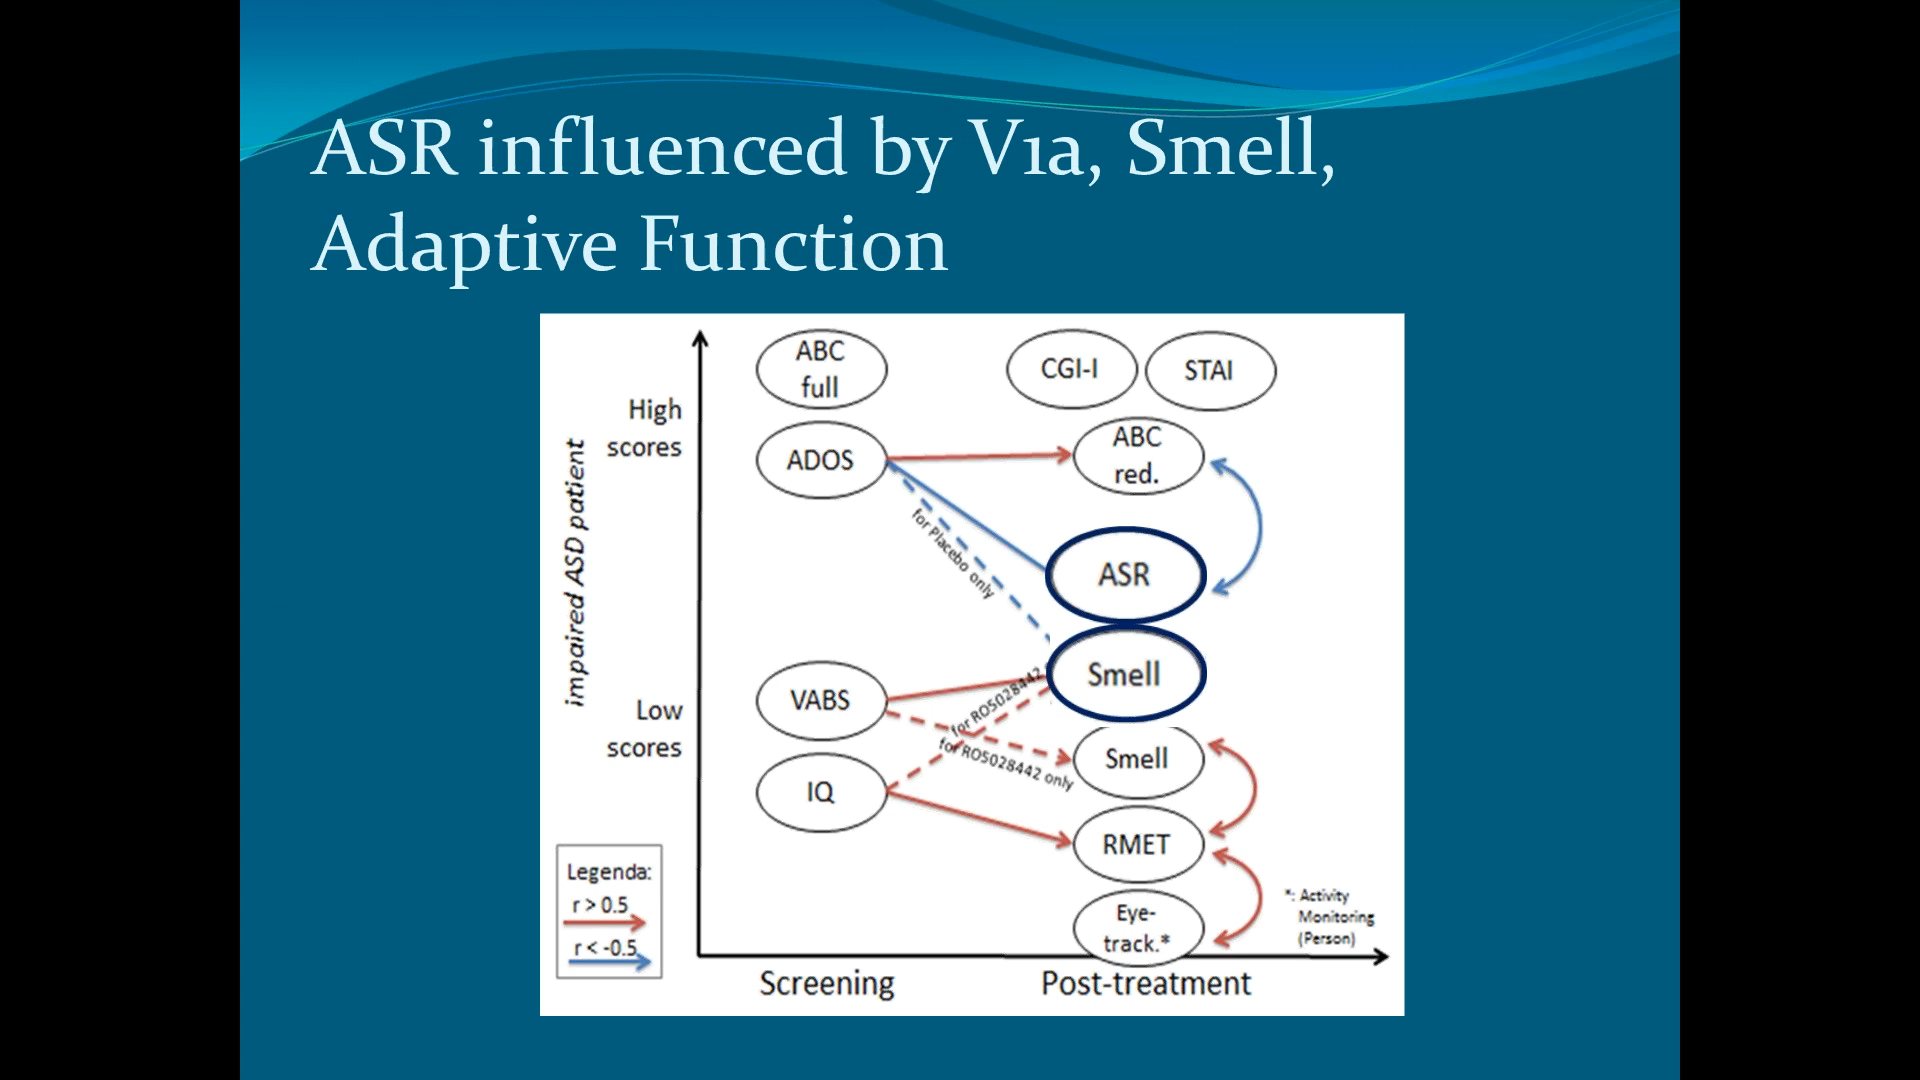 ASR influenced by V1a, Smell,
Adaptive Function
ABC
full
CGI-I
STAI
High
scores
ADOS
ABC
red.
impaired ASD patient
for Placebo only
ASR
Smell
VABS
for RO5028442
for RO5028442 only
Low
scores
Smell
IQ
RMET
Legenda:
r > 0.5
r < -0.5
Eye-
track.*
*: Activity
Monitoring
(Person)
Screening
Post-treatment